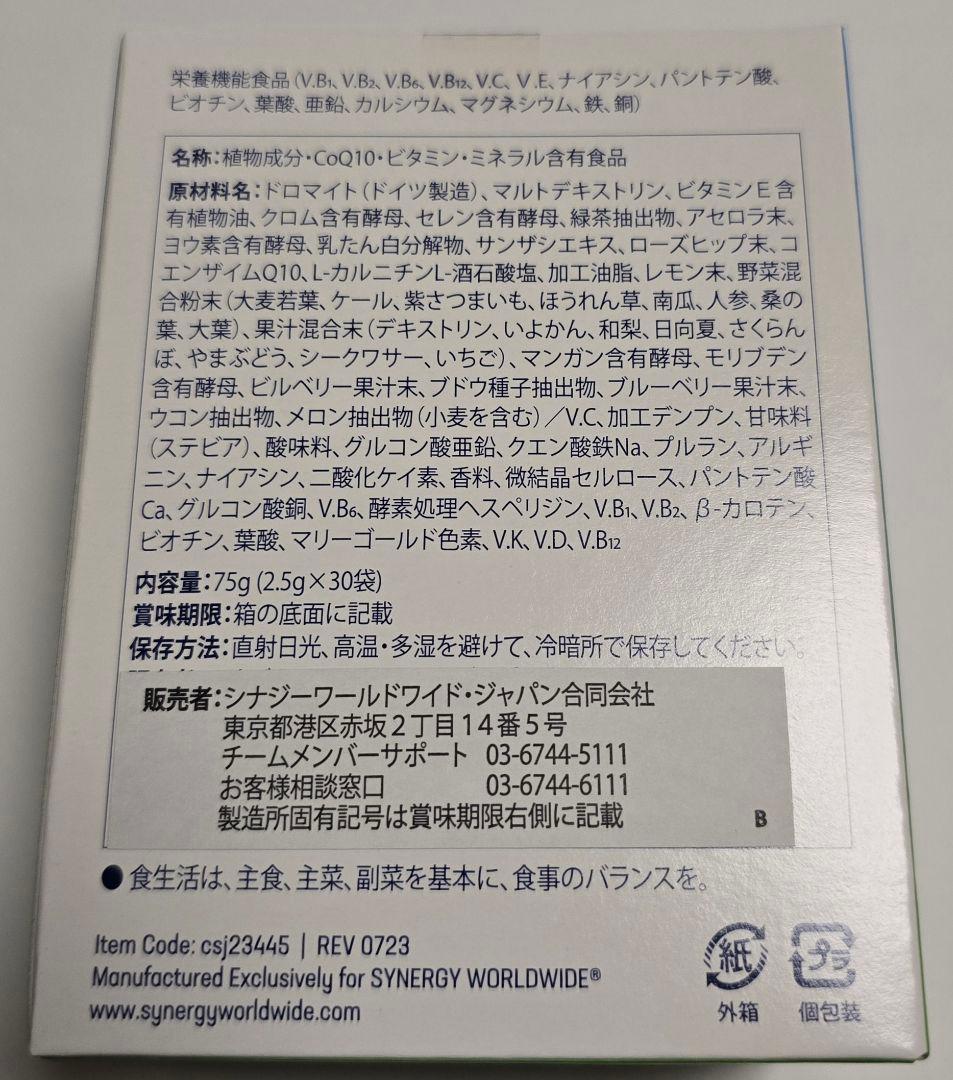 栄養機能食品（V.B₁、V.B₂、V.B₆、V.B₁₂、V.C、V.E、ナイアシン、パントテン酸、
ビオチン、葉酸、亜鉛、カルシウム、マグネシウム、鉄、銅）
名称：植物成分・CoQ10・ビタミン・ミネラル含有食品
原材料名：ドロマイト（ドイツ製造）、マルトデキストリン、ビタミンE含
有植物油、クロム含有酵母、セレン含有酵母、緑茶抽出物、アセロラ末、
ヨウ素含有酵母、乳たん白分解物、サンザシエキス、ローズヒップ末、コ
エンザイムQ10、L-カルニチンL-酒石酸塩、加工油脂、レモン末、野菜混
合粉末（大麦若葉、ケール、紫さつまいも、ほうれん草、南瓜、人参、桑の
葉、大葉）、果汁混合末（デキストリン、いよかん、和梨、日向夏、さくらん
ぼ、やまぶどう、シークワサー、いちご）、マンガン含有酵母、モリブデン
含有酵母、ビルベリー果汁末、ブドウ種子抽出物、ブルーベリー果汁末、
ウコン抽出物、メロン抽出物（小麦を含む）／V.C、加工デンプン、甘味料
（ステビア）、酸味料、グルコン酸亜鉛、クエン酸鉄Na、プルラン、アルギ
ニン、ナイアシン、二酸化ケイ素、香料、微結晶セルロース、パントテン酸
Ca、グルコン酸銅、V.B₆、酵素処理ヘスペリジン、V.B₁、V.B₂、β-カロテン、
ビオチン、葉酸、マリーゴールド色素、V.K、V.D、V.B₁₂
内容量：75g (2.5g×30袋)
賞味期限：箱の底面に記載
保存方法：直射日光、高温・多湿を避けて、冷暗所で保存してください。
販売者：シナジーワールドワイド・ジャパン合同会社
東京都港区赤坂２丁目１４番５号
チームメンバーサポート 03-6744-5111
お客様相談窓口 03-6744-6111
製造所固有記号は賞味期限右側に記載 B
●食生活は、主食、主菜、副菜を基本に、食事のバランスを。
Item Code: csj23445 | REV 0723
Manufactured Exclusively for SYNERGY WORLDWIDE®
www.synergyworldwide.com
紙 プラ
外箱 個包装